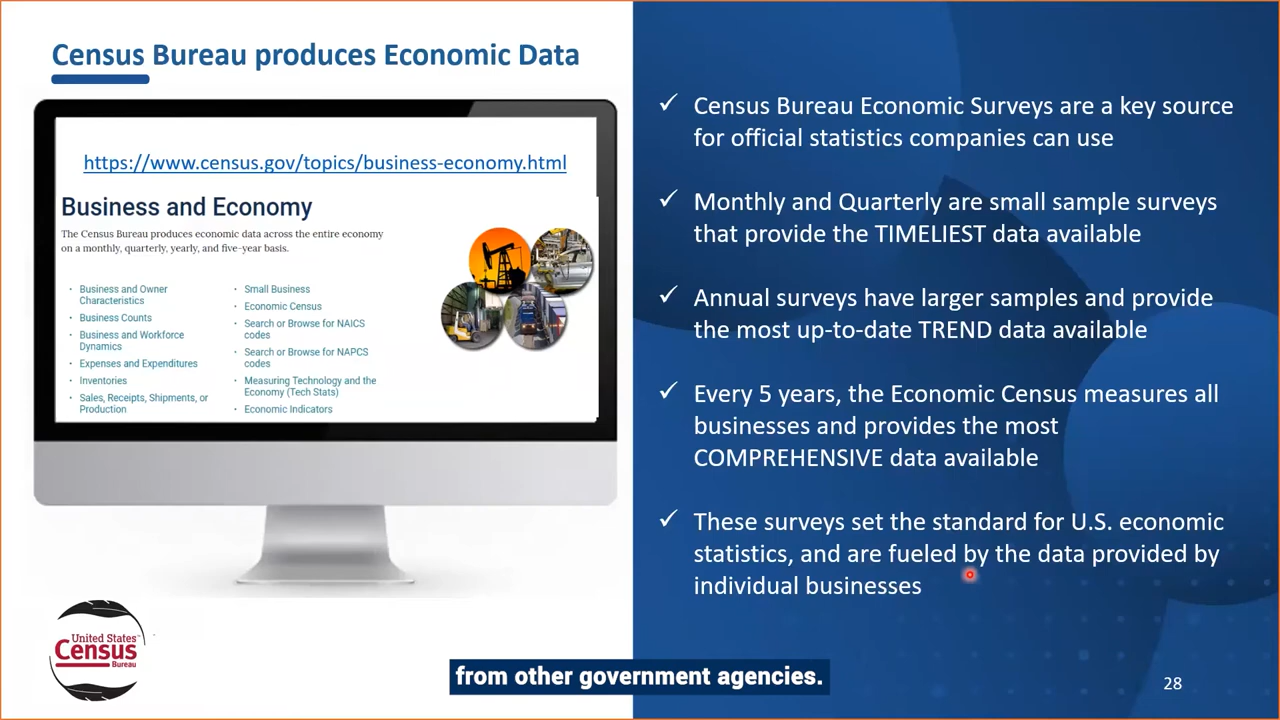 Census Bureau produces Economic Data
https://www.census.gov/topics/business-economy.html
Business and Economy
The Census Bureau produces economic data across the entire economy
on a monthly, quarterly, yearly, and five-year basis.
• Business and Owner
Characteristics
• Business Counts
• Business and Workforce
Dynamics
• Expenses and Expenditures
• Inventories
• Sales, Receipts, Shipments, or
Production
• Small Business
• Economic Census
• Search or Browse for NAICS
codes
• Search or Browse for NAPCS
codes
• Measuring Technology and the
Economy (Tech Stats)
• Economic Indicators
✓ Census Bureau Economic Surveys are a key source
for official statistics companies can use
✓ Monthly and Quarterly are small sample surveys
that provide the TIMELIEST data available
✓ Annual surveys have larger samples and provide
the most up-to-date TREND data available
✓ Every 5 years, the Economic Census measures all
businesses and provides the most
COMPREHENSIVE data available
✓ These surveys set the standard for U.S. economic
statistics, and are fueled by the data provided by
individual businesses
United States™
Census
Bureau
from other government agencies.
28